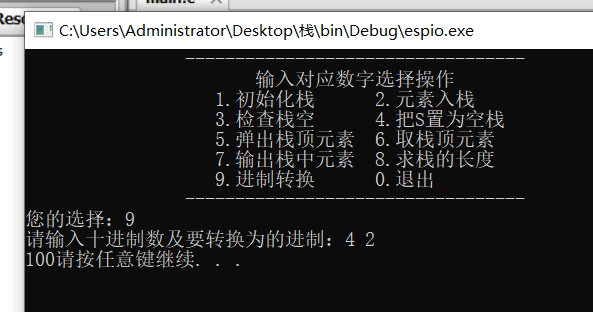 main.c
Reso
C:\Users\Administrator\Desktop\栈\bin\Debug\espio.exe
----------------------------------
输入对应数字选择操作
1.初始化栈 2.元素入栈
3.检查栈空 4.把S置为空栈
5.弹出栈顶元素 6.取栈顶元素
7.输出栈中元素 8.求栈的长度
9.进制转换 0.退出
----------------------------------
您的选择：9
请输入十进制数及要转换为的进制：4 2
100请按任意键继续. . .